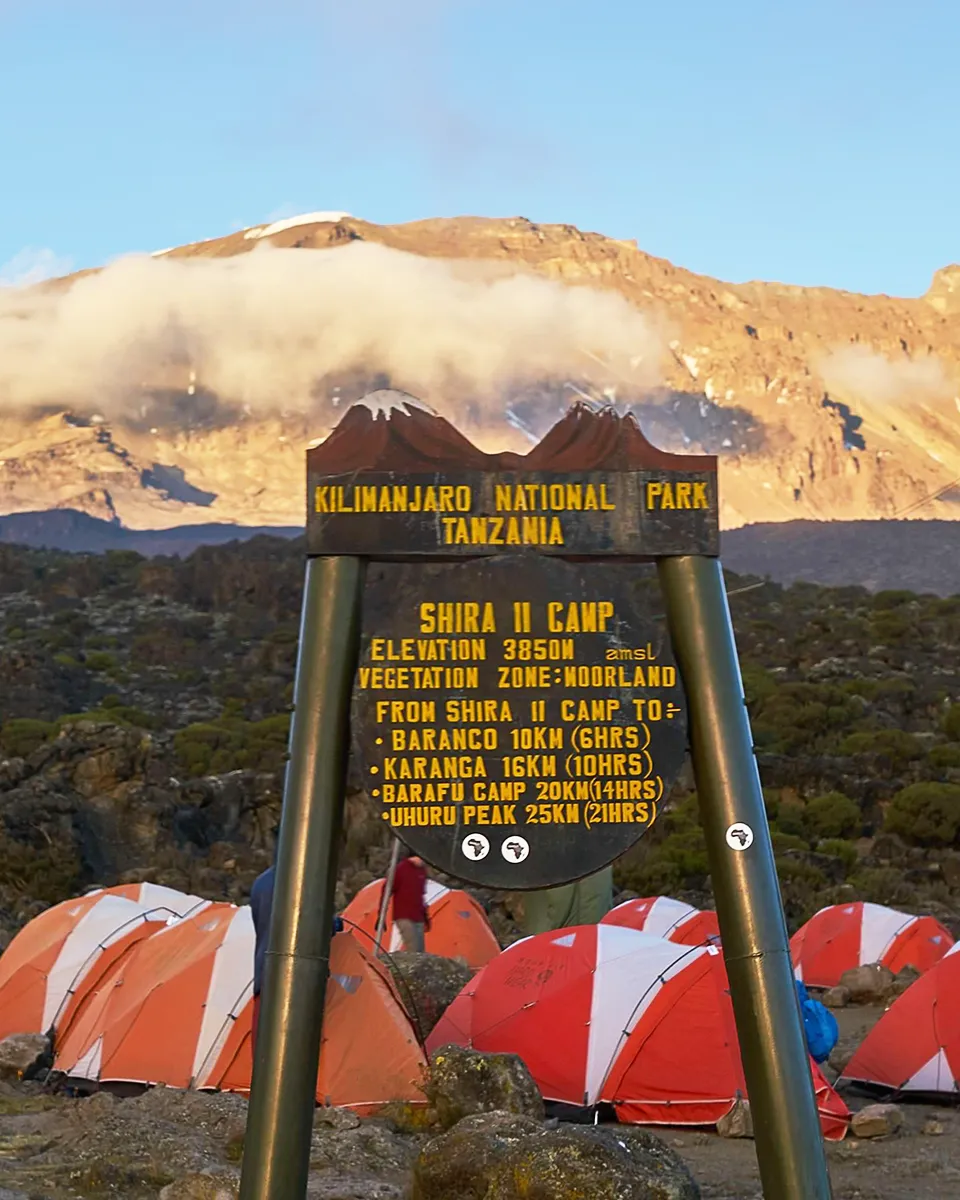 KILIMANJARO NATIONAL PARK
TANZANIA
SHIRA II CAMP
ELEVATION 3850M amsl
VEGETATION ZONE:MOORLAND
FROM SHIRA II CAMP TO:-
• BARANCO 10KM (6HRS)
• KARANGA 16KM (10HRS)
•BARAFU CAMP 20KM(14HRS)
•UHURU PEAK 25KM (21HRS)